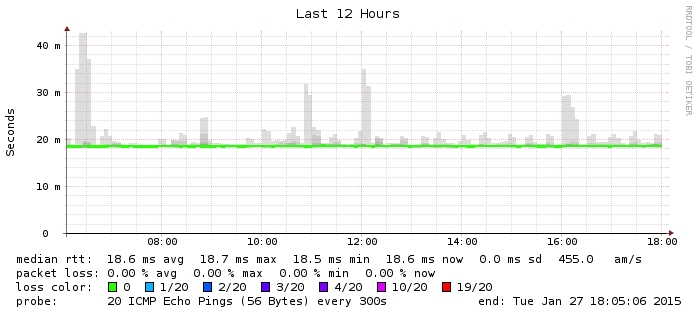 Last 12 Hours
RRDTOOL / TOBI OETIKER
Seconds
40 m
30 m
20 m
10 m
0
08:00 10:00 12:00 14:00 16:00 18:00
median rtt: 18.6 ms avg 18.7 ms max 18.5 ms min 18.6 ms now 0.0 ms sd 455.0 am/s
packet loss: 0.00 % avg 0.00 % max 0.00 % min 0.00 % now
loss color: 0 1/20 2/20 3/20 4/20 10/20 19/20
probe: 20 ICMP Echo Pings (56 Bytes) every 300s end: Tue Jan 27 18:05:06 2015